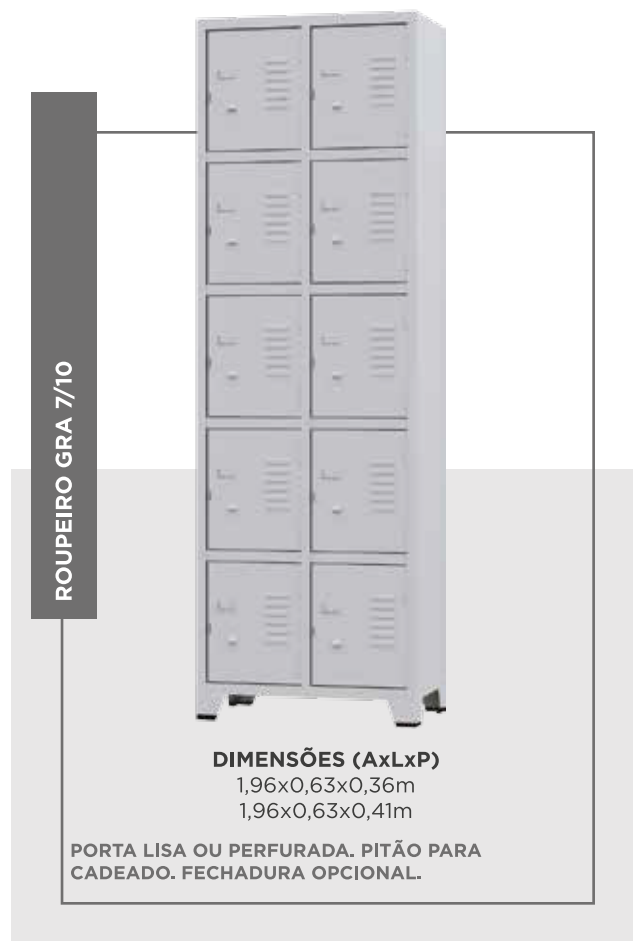 ROUPEIRO GRA 7/10
DIMENSÕES (AxLxP)
1,96x0,63x0,36m
1,96x0,63x0,41m
PORTA LISA OU PERFURADA. PITÃO PARA
CADEADO. FECHADURA OPCIONAL.